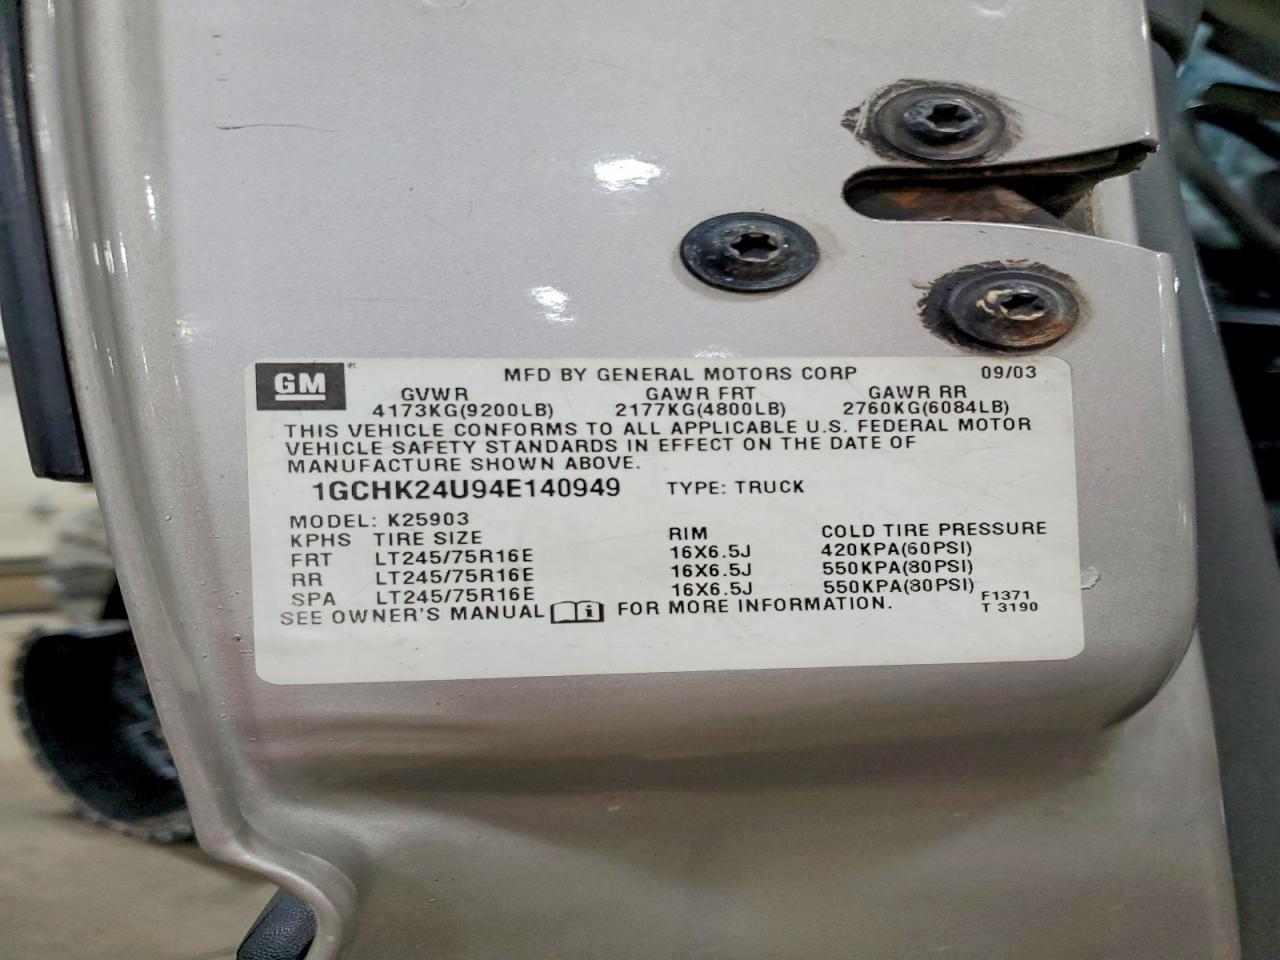 GM MFD BY GENERAL MOTORS CORP 09/03
GVWR GAWR FRT GAWR RR
4173KG(9200LB) 2177KG(4800LB) 2760KG(6084LB)
THIS VEHICLE CONFORMS TO ALL APPLICABLE U.S. FEDERAL MOTOR
VEHICLE SAFETY STANDARDS IN EFFECT ON THE DATE OF
MANUFACTURE SHOWN ABOVE.
1GCHK24U94E140949 TYPE: TRUCK
MODEL: K25903
KPHS TIRE SIZE RIM COLD TIRE PRESSURE
FRT LT245/75R16E 16X6.5J 420KPA(60PSI)
RR LT245/75R16E 16X6.5J 550KPA(80PSI)
SPA LT245/75R16E 16X6.5J 550KPA(80PSI) F1371
SEE OWNER'S MANUAL FOR MORE INFORMATION. T 3190